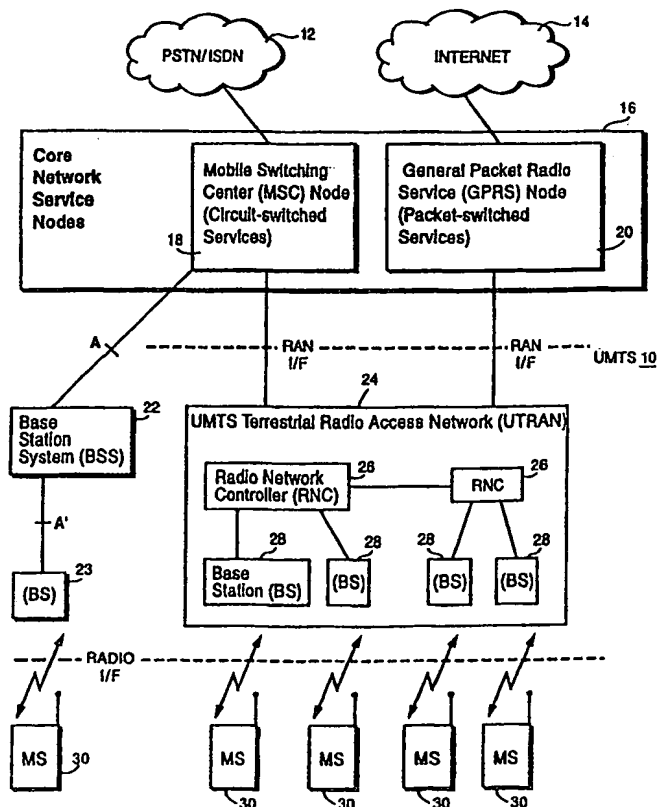 12
PSTN/ISDN
14
INTERNET
16
Core
Network
Service
Nodes
Mobile Switching
Center (MSC) Node
(Circuit-switched
Services)
18
General Packet Radio
Service (GPRS) Node
(Packet-switched
Services)
20
A
RAN
I/F
RAN
I/F
UMTS 10
22
Base
Station
System (BSS)
24
UMTS Terrestrial Radio Access Network (UTRAN)
26
Radio Network
Controller (RNC)
26
RNC
A'
23
(BS)
28
Base
Station (BS)
28
(BS)
28
(BS)
28
(BS)
RADIO
I/F
MS
30
MS
30
MS
30
MS
30
MS
30